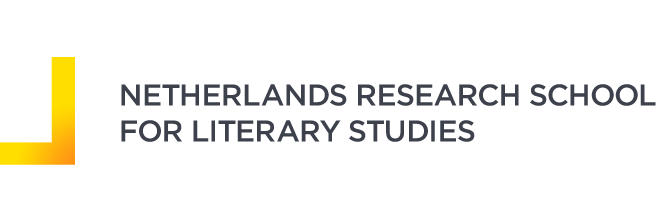 NETHERLANDS RESEARCH SCHOOL
FOR LITERARY STUDIES